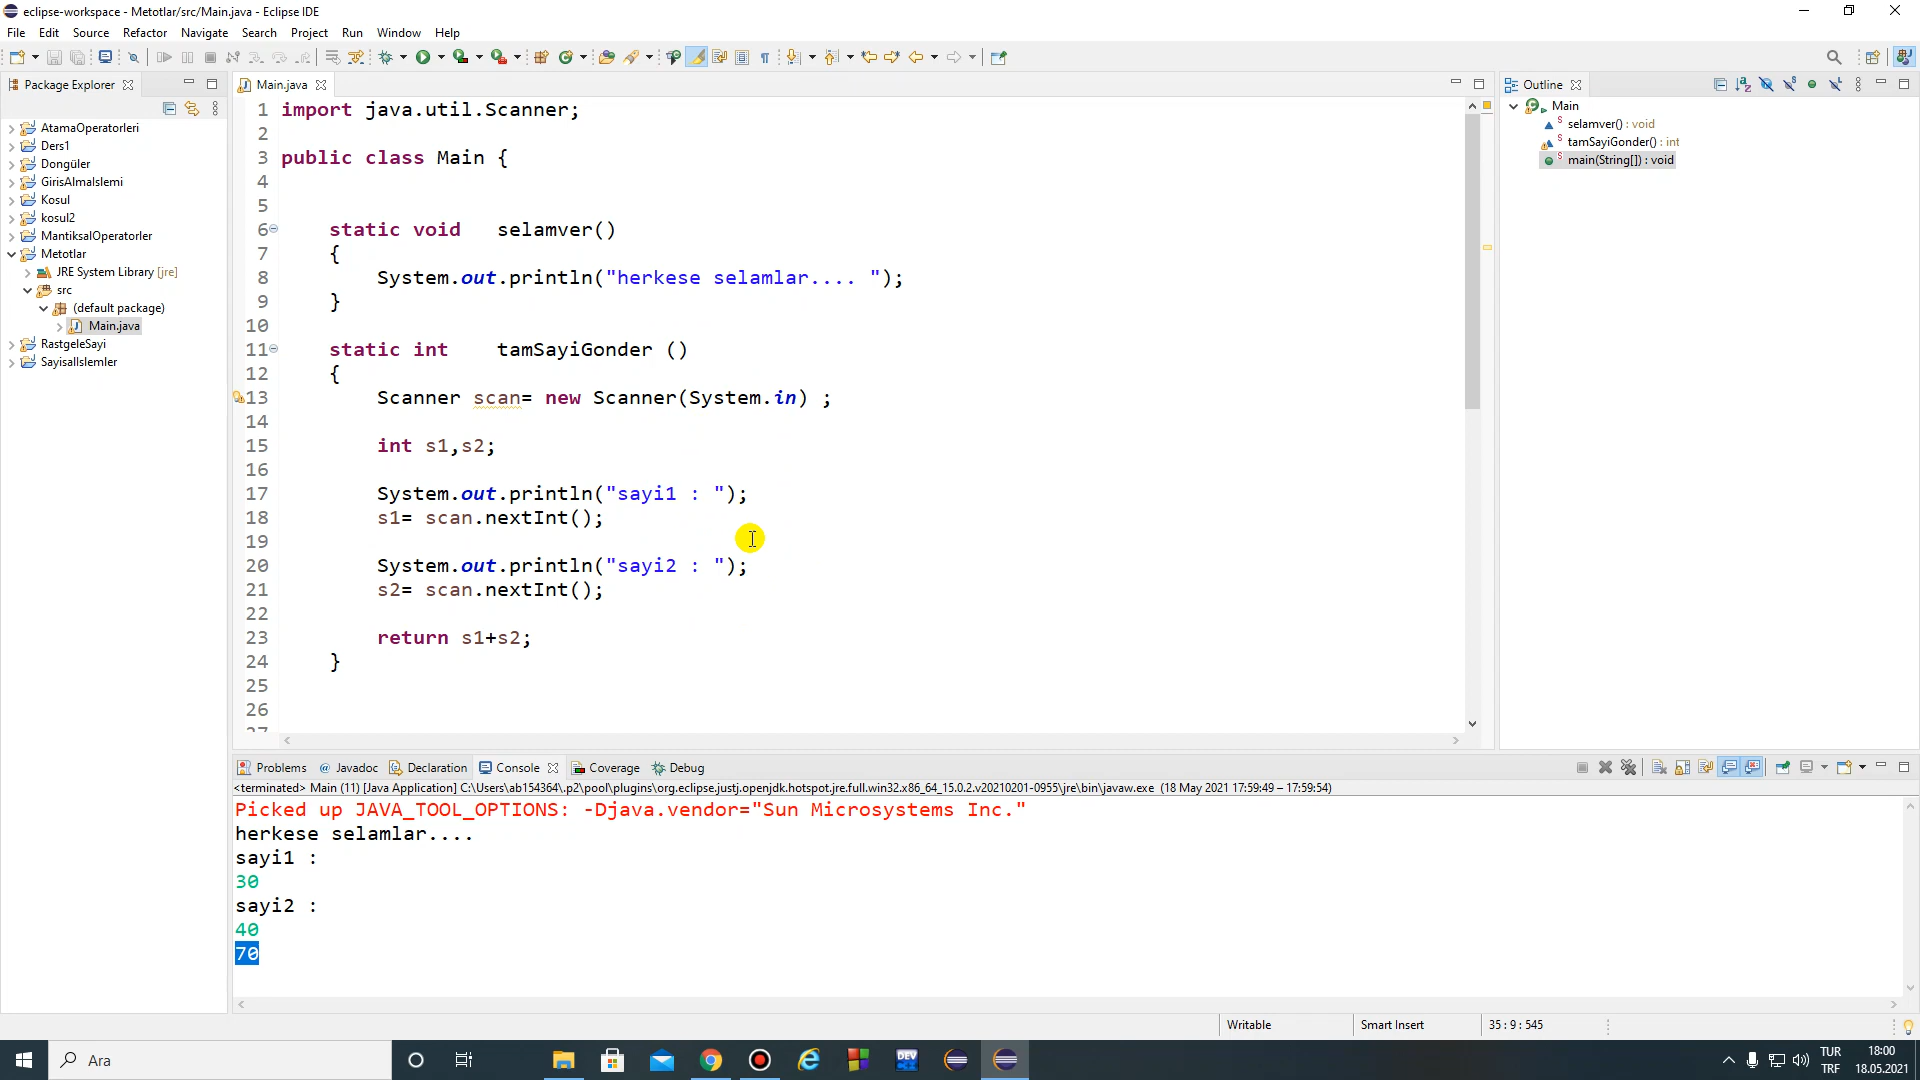 eclipse-workspace - Metotlar/src/Main.java - Eclipse IDE
File Edit Source Refactor Navigate Search Project Run Window Help
Package Explorer
AtamaOperatorleri
Ders1
Dongüler
GirisAlmaIslemi
Kosul
kosul2
MantiksalOperatorler
Metotlar
JRE System Library [jre]
src
(default package)
Main.java
RastgeleSayi
SayisalIslemler
Main.java
1 import java.util.Scanner;
2
3 public class Main {
4
5
6 static void selamver()
7 {
8 System.out.println("herkese selamlar.... ");
9 }
10
11 static int tamSayiGonder ()
12 {
13 Scanner scan= new Scanner(System.in) ;
14
15 int s1,s2;
16
17 System.out.println("sayi1 : ");
18 s1= scan.nextInt();
19
20 System.out.println("sayi2 : ");
21 s2= scan.nextInt();
22
23 return s1+s2;
24 }
25
26
27
Outline
Main
selamver() : void
tamSayiGonder() : int
main(String[]) : void
Problems @ Javadoc Declaration Console Coverage Debug
<terminated> Main (11) [Java Application] C:\Users\ab154364\.p2\pool\plugins\org.eclipse.justj.openjdk.hotspot.jre.full.win32.x86_64_15.0.2.v20210201-0955\jre\bin\javaw.exe (18 May 2021 17:59:49 – 17:59:54)
Picked up JAVA_TOOL_OPTIONS: -Djava.vendor="Sun Microsystems Inc."
herkese selamlar....
sayi1 :
30
sayi2 :
40
70
Writable Smart Insert 35 : 9 : 545
Ara
DEV
TUR
TRF
18:00
18.05.2021